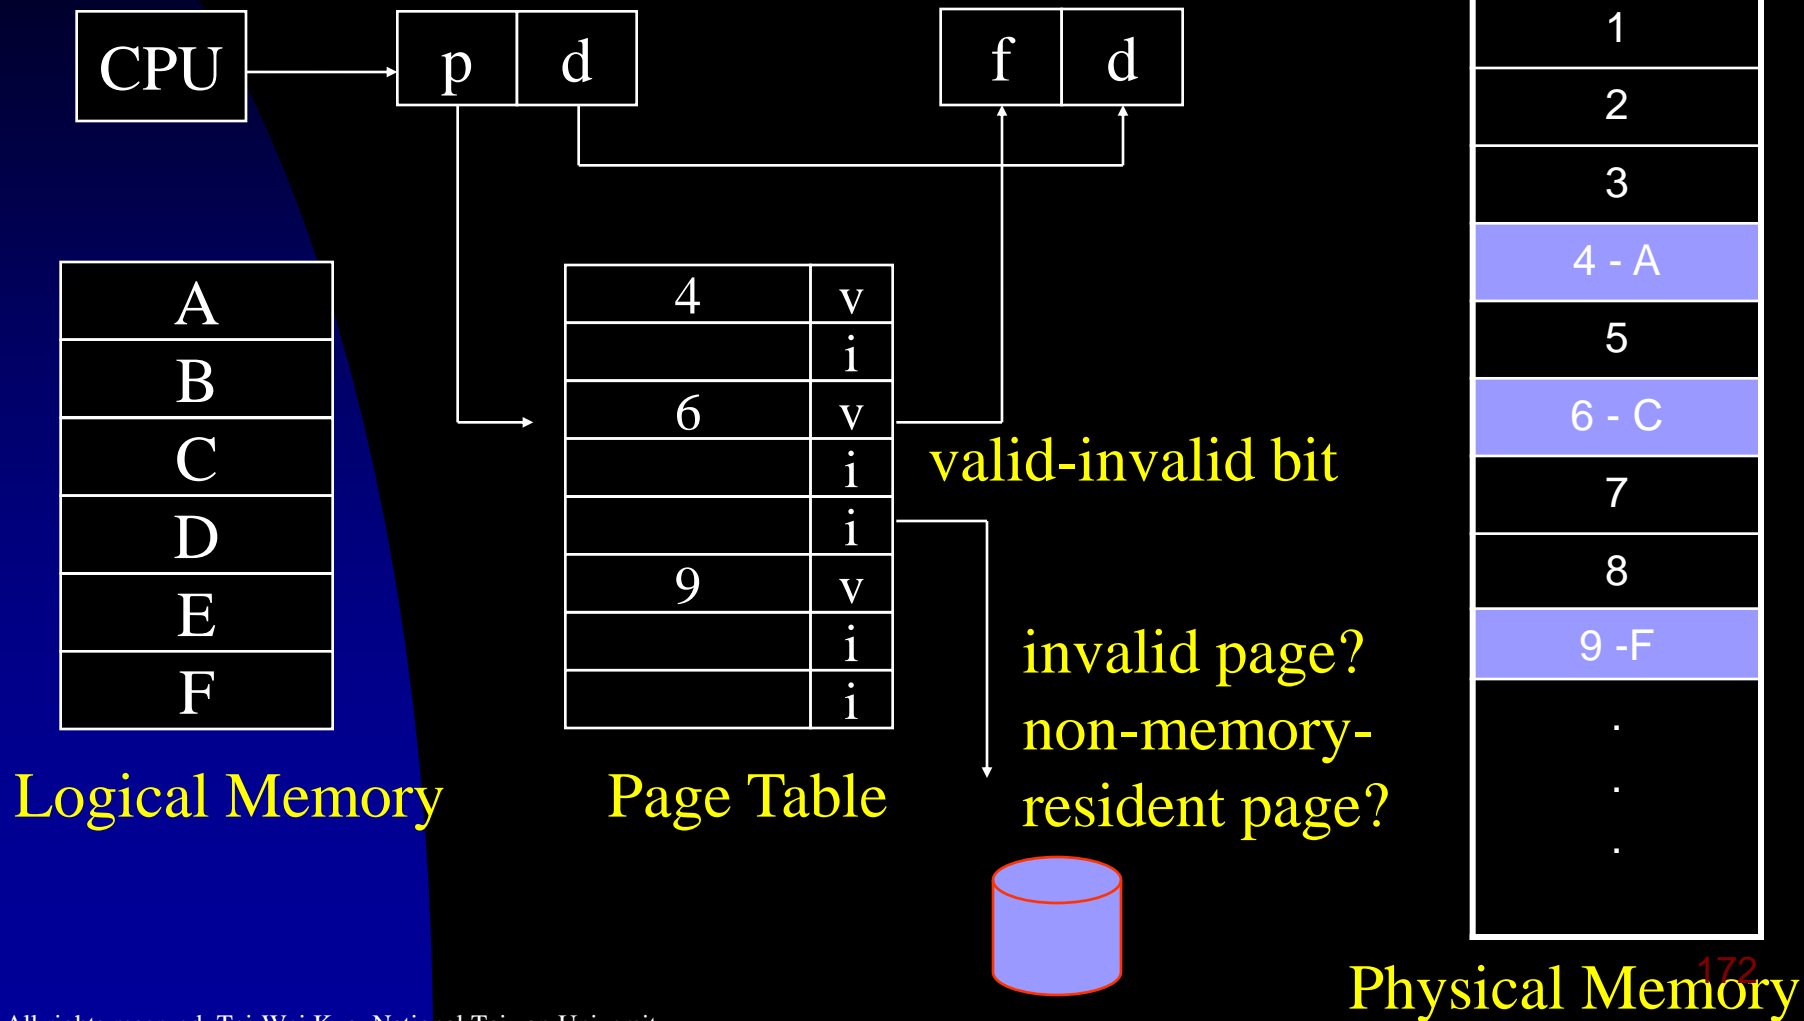 CPU
p d
f d
A
B
C
D
E
F
Logical Memory
4 v
i
6 v
i
i
9 v
i
i
Page Table
valid-invalid bit
invalid page?
non-memory-
resident page?
1
2
3
4 - A
5
6 - C
7
8
9 -F
.
.
.
Physical Memory
172